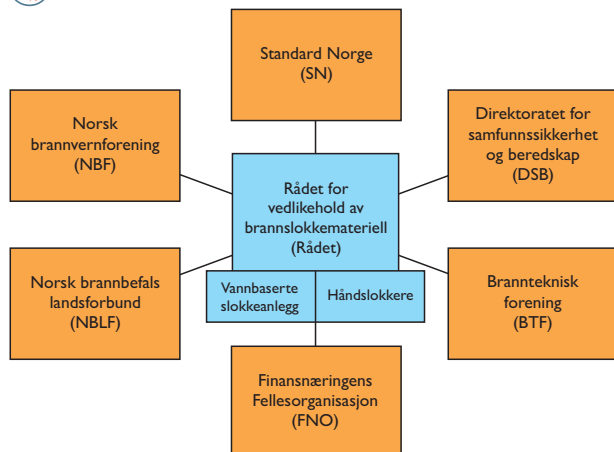 Standard Norge
(SN)
Norsk
brannvernforening
(NBF)
Direktoratet for
samfunnssikkerhet
og beredskap
(DSB)
Rådet for
vedlikehold av
brannslokkemateriell
(Rådet)
Vannbaserte
slokkeanlegg
Håndslokkere
Norsk brannbefals
landsforbund
(NBLF)
Brannteknisk
forening
(BTF)
Finansnæringens
Fellesorganisasjon
(FNO)